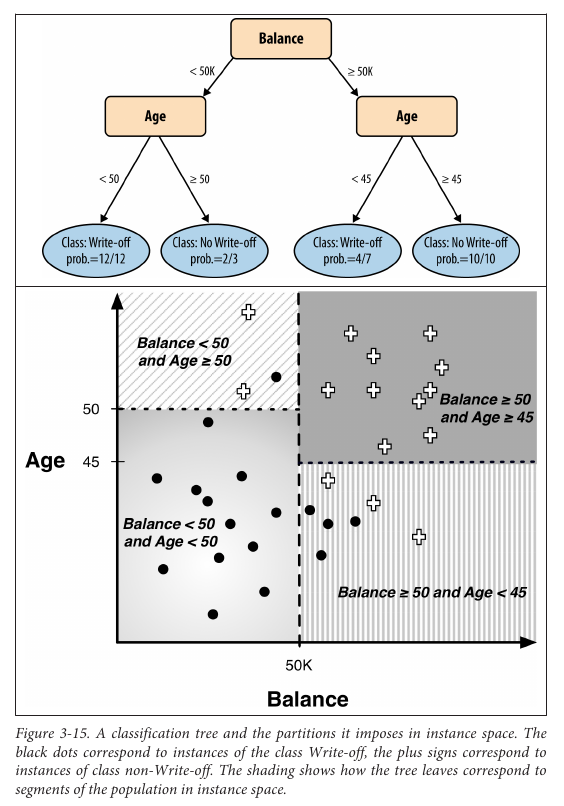 Balance
< 50K
≥ 50K
Age
Age
< 50
≥ 50
< 45
≥ 45
Class: Write-off
prob.=12/12
Class: No Write-off
prob.=2/3
Class: Write-off
prob.=4/7
Class: No Write-off
prob.=10/10
Balance < 50
and Age ≥ 50
Balance ≥ 50
and Age ≥ 45
50
Age
45
Balance < 50
and Age < 50
Balance ≥ 50 and Age < 45
50K
Balance
Figure 3-15. A classification tree and the partitions it imposes in instance space. The
black dots correspond to instances of the class Write-off, the plus signs correspond to
instances of class non-Write-off. The shading shows how the tree leaves correspond to
segments of the population in instance space.